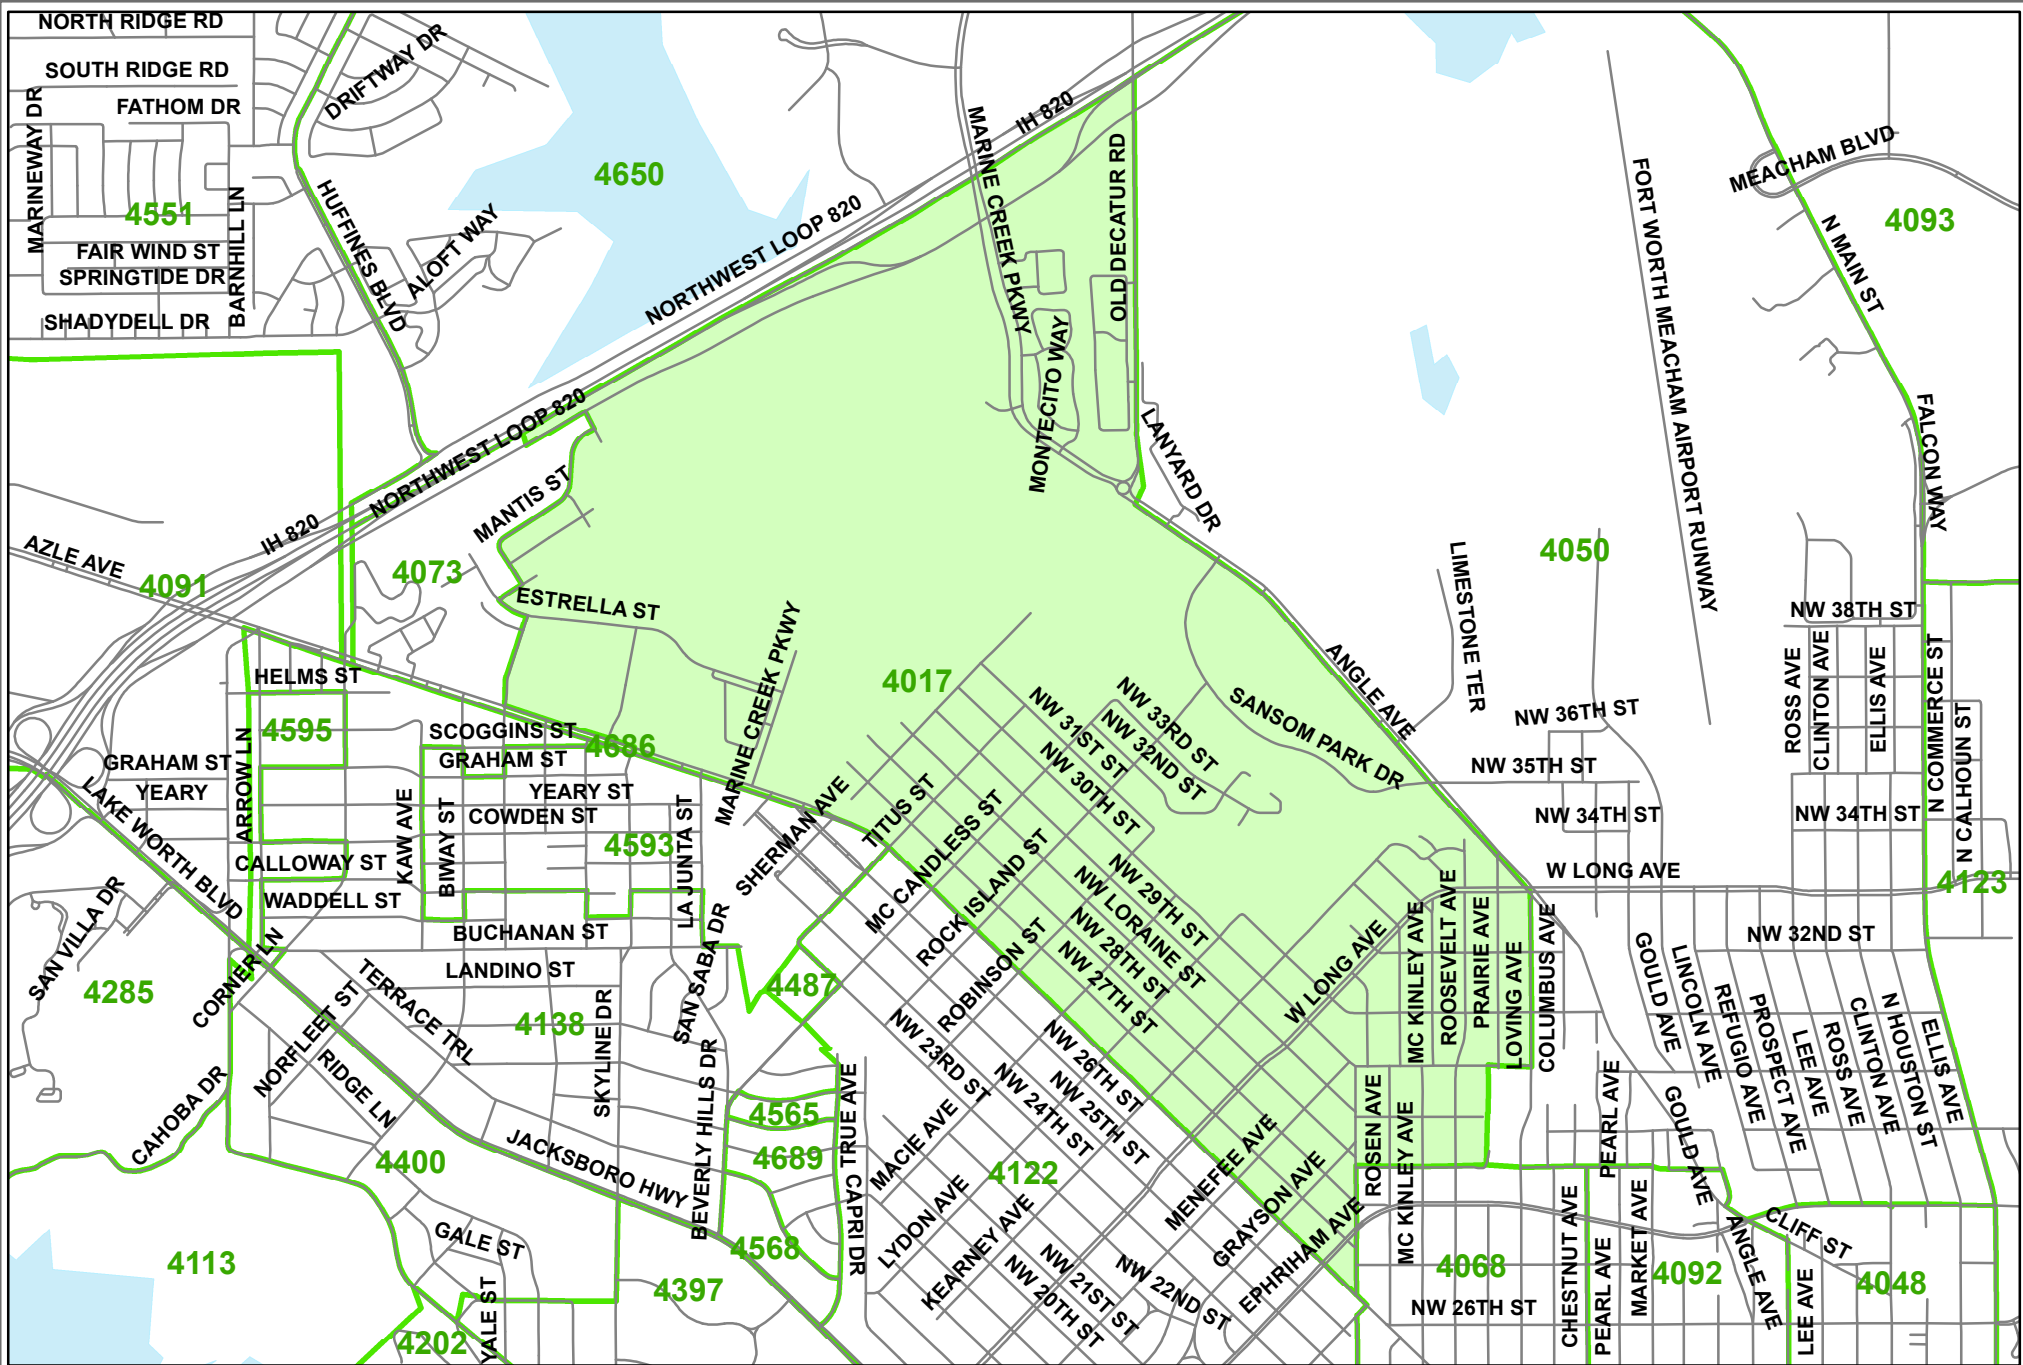 NORTH RIDGE RD
SOUTH RIDGE RD
FATHOM DR
MARINEWAY DR
4551
FAIR WIND ST
SPRINGTIDE DR
BARNHILL LN
SHADYDELL DR
DRIFTWAY DR
HUFFINES BLVD
ALOFT WAY
4650
NORTHWEST LOOP 820
IH 820
MARINE CREEK PKWY
OLD DECATUR RD
MONTECITO WAY
LANYARD DR
FORT WORTH MEACHAM AIRPORT RUNWAY
MEACHAM BLVD
4093
N MAIN ST
FALCON WAY
NORTHWEST LOOP 820
IH 820
MANTIS ST
AZLE AVE
4091
4073
ESTRELLA ST
4050
LIMESTONE TER
ANGLE AVE
4017
MARINE CREEK PKWY
SANSOM PARK DR
NW 33RD ST
NW 32ND ST
NW 31ST ST
NW 30TH ST
NW 38TH ST
NW 36TH ST
NW 35TH ST
NW 34TH ST
ROSS AVE
CLINTON AVE
ELLIS AVE
NW 34TH ST
N COMMERCE ST
N CALHOUN ST
4123
HELMS ST
4595
SCOGGINS ST
4686
GRAHAM ST
GRAHAM ST
YEARY
YEARY ST
COWDEN ST
ARROW LN
LAKE WORTH BLVD
KAW AVE
BIWAY ST
4593
LA JUNTA ST
CALLOWAY ST
WADDELL ST
BUCHANAN ST
LANDINO ST
SHERMAN AVE
TITUS ST
MC CANDLESS ST
ROCK ISLAND ST
ROBINSON ST
NW 29TH ST
NW LORAINE ST
NW 28TH ST
NW 27TH ST
W LONG AVE
W LONG AVE
MC KINLEY AVE
ROOSEVELT AVE
PRAIRIE AVE
LOVING AVE
COLUMBUS AVE
NW 32ND ST
GOULD AVE
LINCOLN AVE
REFUGIO AVE
PROSPECT AVE
LEE AVE
ROSS AVE
CLINTON AVE
N HOUSTON ST
ELLIS AVE
SAN VILLA DR
4285
CORNER LN
NORFLEET ST
TERRACE TRL
RIDGE LN
4138
SKYLINE DR
SAN SABA DR
4487
BEVERLY HILLS DR
4565
4689
4568
TRUE AVE
CAPRI DR
NW 23RD ST
NW 24TH ST
NW 25TH ST
NW 26TH ST
MACIE AVE
LYDON AVE
KEARNEY AVE
4122
MENEFEE AVE
GRAYSON AVE
EPHRIHAM AVE
ROSEN AVE
MC KINLEY AVE
PEARL AVE
GOULD AVE
CAHOBA DR
4400
JACKSBORO HWY
GALE ST
YALE ST
4113
4202
4397
NW 20TH ST
NW 21ST ST
NW 22ND ST
4068
NW 26TH ST
CHESTNUT AVE
PEARL AVE
MARKET AVE
4092
ANGLE AVE
CLIFF ST
LEE AVE
4048